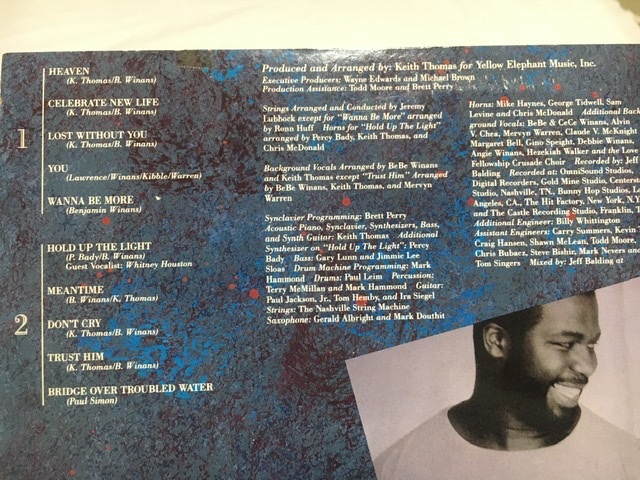 1
HEAVEN
(K. Thomas/B. Winans)
CELEBRATE NEW LIFE
(K. Thomas/B. Winans)
LOST WITHOUT YOU
(K. Thomas/B. Winans)
YOU
(Lawrence/Winans/Kibble/Warren)
WANNA BE MORE
(Benjamin Winans)
2
HOLD UP THE LIGHT
(P. Bady/B. Winans)
Guest Vocalist: Whitney Houston
MEANTIME
(B. Winans/K. Thomas)
DON'T CRY
(K. Thomas/B. Winans)
TRUST HIM
(K. Thomas/B. Winans)
BRIDGE OVER TROUBLED WATER
(Paul Simon)
Produced and Arranged by: Keith Thomas for Yellow Elephant Music, Inc.
Executive Producers: Wayne Edwards and Michael Brown
Production Assistance: Todd Moore and Brett Perry
Strings Arranged and Conducted by Jeremy
Lubbock except for "Wanna Be More" arranged
by Ronn Huff Horns for "Hold Up The Light"
arranged by Percy Bady, Keith Thomas, and
Chris McDonald
Background Vocals Arranged by BeBe Winans
and Keith Thomas except "Trust Him" Arranged
by BeBe Winans, Keith Thomas, and Mervyn
Warren
Synclavier Programming: Brett Perry
Acoustic Piano, Synclavier, Synthesizers, Bass,
and Synth Guitar: Keith Thomas Additional
Synthesizer on "Hold Up the Light": Percy
Bady Bass: Gary Lunn and Jimmie Lee
Sloas Drum Machine Programming: Mark
Hammond Drums: Paul Leim Percussion:
Terry McMillan and Mark Hammond Guitar:
Paul Jackson, Jr., Tom Hemby, and Ira Siegel
Strings: The Nashville String Machine
Saxophone: Gerald Albright and Mark Douthit
Horns: Mike Haynes, George Tidwell, Sam
Levine and Chris McDonald Additional Back
ground Vocals: BeBe & CeCe Winans, Alvin
V. Chea, Mervyn Warren, Claude V. McKnight
Margaret Bell, Gino Speight, Debbie Winans,
Angie Winans, Hezekiah Walker and the Love
Fellowship Crusade Choir Recorded by: Jeff
Balding Recorded at: OmniSound Studio,
Digital Recorders, Gold Mine Studio, Centerst
Studio, Nashville, TN., Bunny Hop Studios, L
Angeles, CA., The Hit Factory, New York, N.Y
and The Castle Recording Studio, Franklin, T
Additional Engineer: Billy Whittington
Assistant Engineers: Carry Summers, Kevin
Craig Hansen, Shawn McLean, Todd Moore,
Chris Bubacz, Steve Bishir, Mark Nevers and
Tom Singers Mixed by: Jeff Balding at